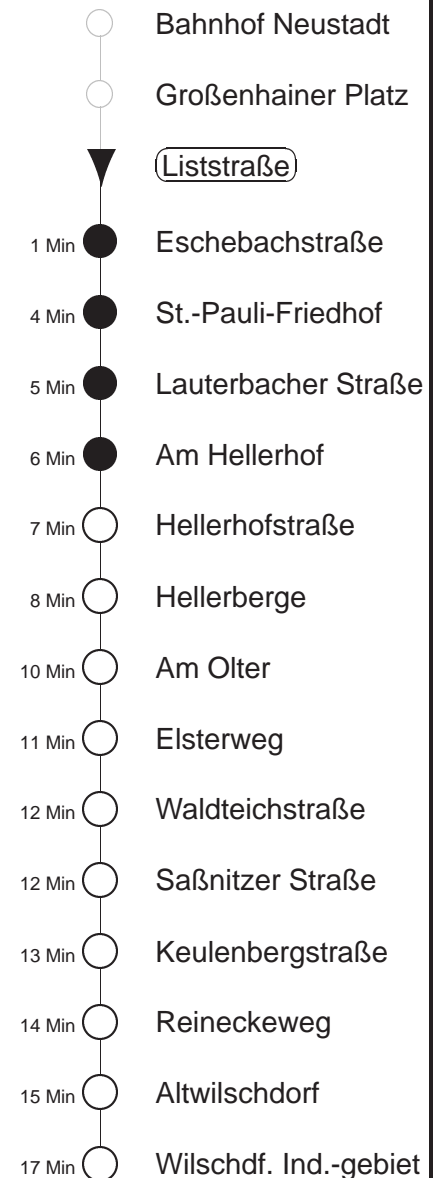 Bahnhof Neustadt
Großenhainer Platz
Liststraße
1 Min Eschebachstraße
4 Min St.-Pauli-Friedhof
5 Min Lauterbacher Straße
6 Min Am Hellerhof
7 Min Hellerhofstraße
8 Min Hellerberge
10 Min Am Olter
11 Min Elsterweg
12 Min Waldteichstraße
12 Min Saßnitzer Straße
13 Min Keulenbergstraße
14 Min Reineckeweg
15 Min Altwilschdorf
17 Min Wilschdf. Ind.-gebiet